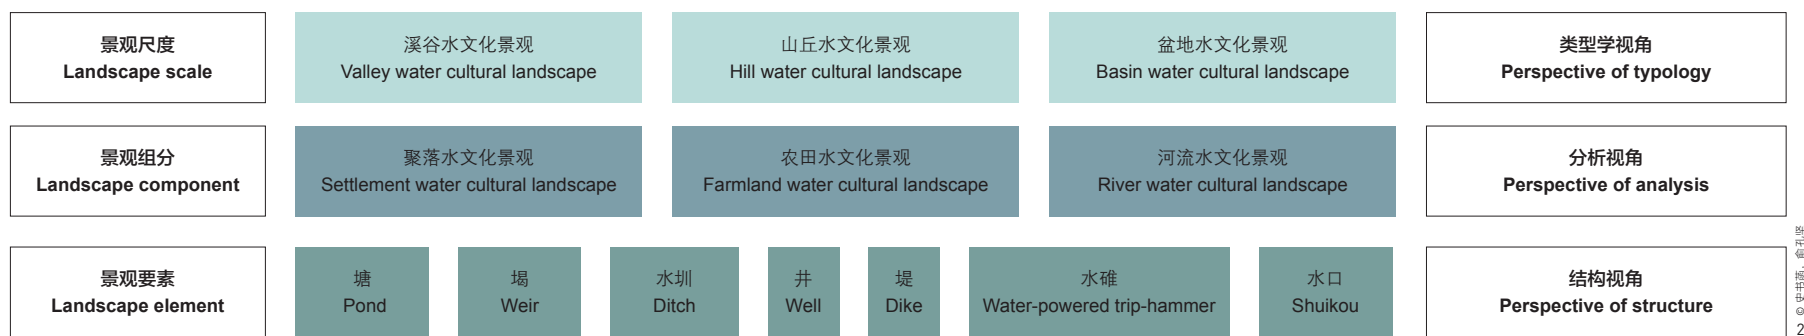 景观尺度
Landscape scale
溪谷水文化景观
Valley water cultural landscape
山丘水文化景观
Hill water cultural landscape
盆地水文化景观
Basin water cultural landscape
类型学视角
Perspective of typology
景观组分
Landscape component
聚落水文化景观
Settlement water cultural landscape
农田水文化景观
Farmland water cultural landscape
河流水文化景观
River water cultural landscape
分析视角
Perspective of analysis
景观要素
Landscape element
塘
Pond
堨
Weir
水圳
Ditch
井
Well
堤
Dike
水碓
Water-powered trip-hammer
水口
Shuikou
结构视角
Perspective of structure
© 史书菡、俞孔坚
2